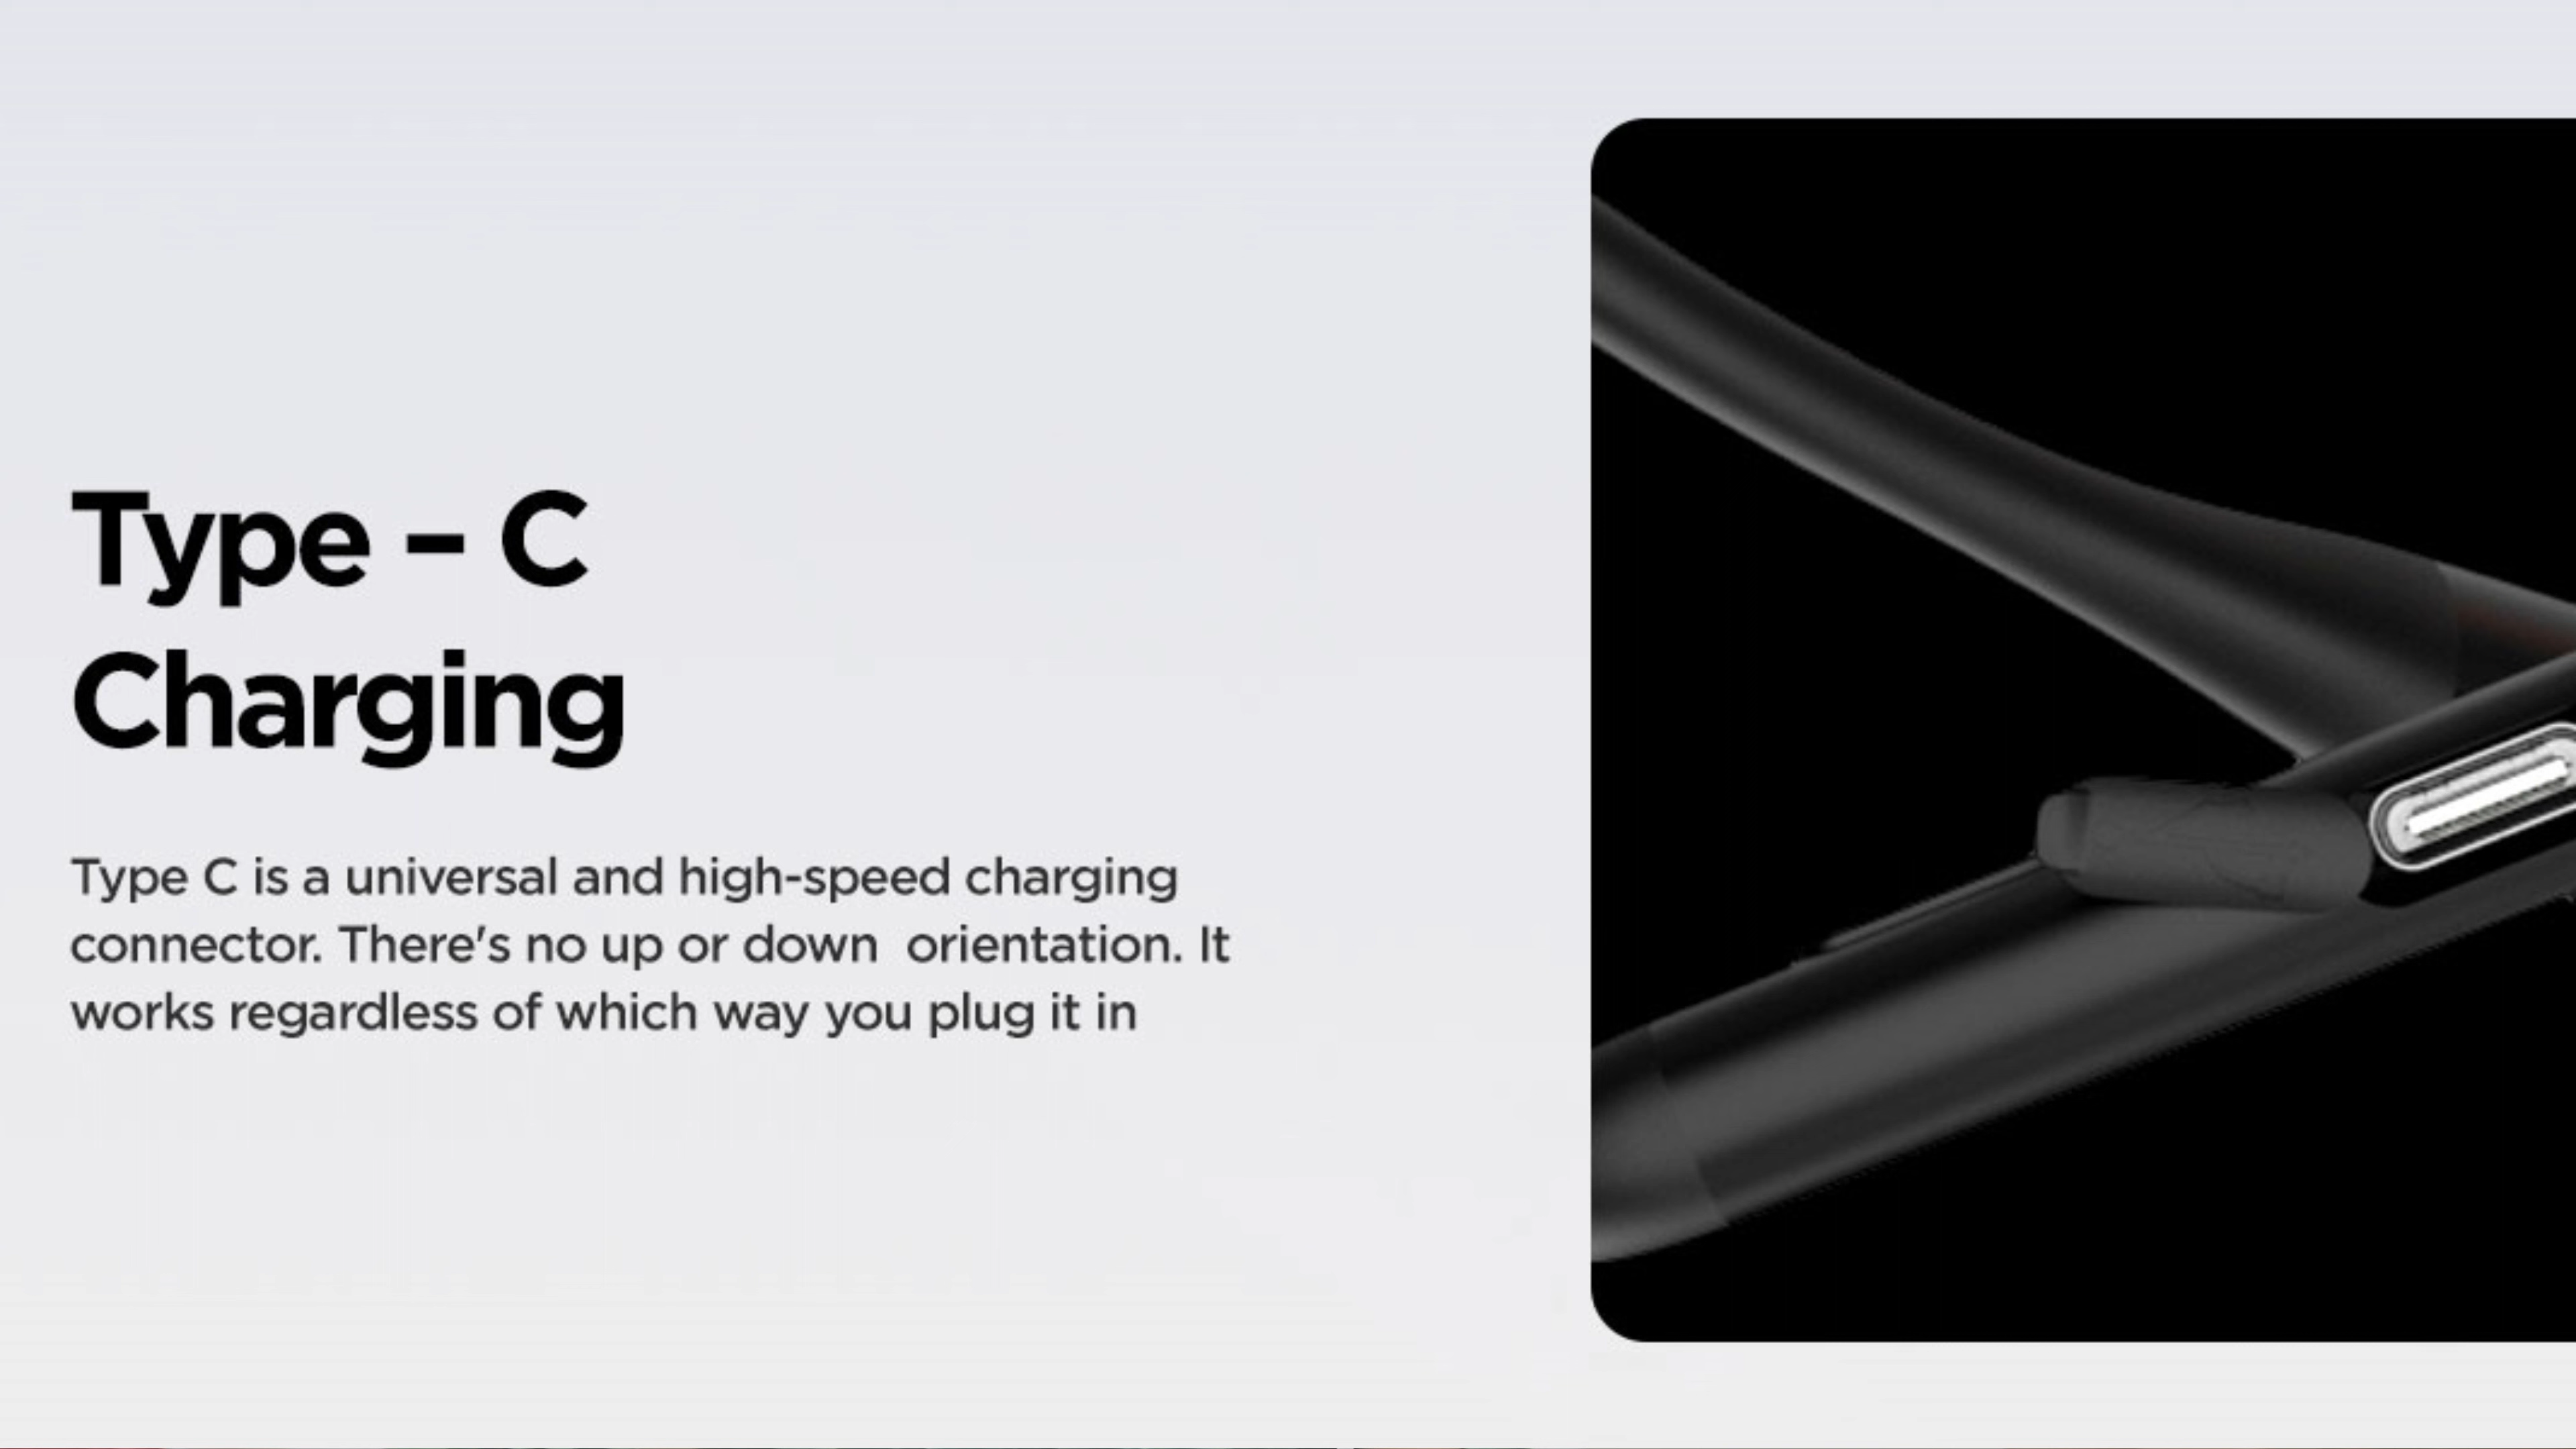 Type – C
Charging
Type C is a universal and high-speed charging
connector. There's no up or down  orientation. It
works regardless of which way you plug it in